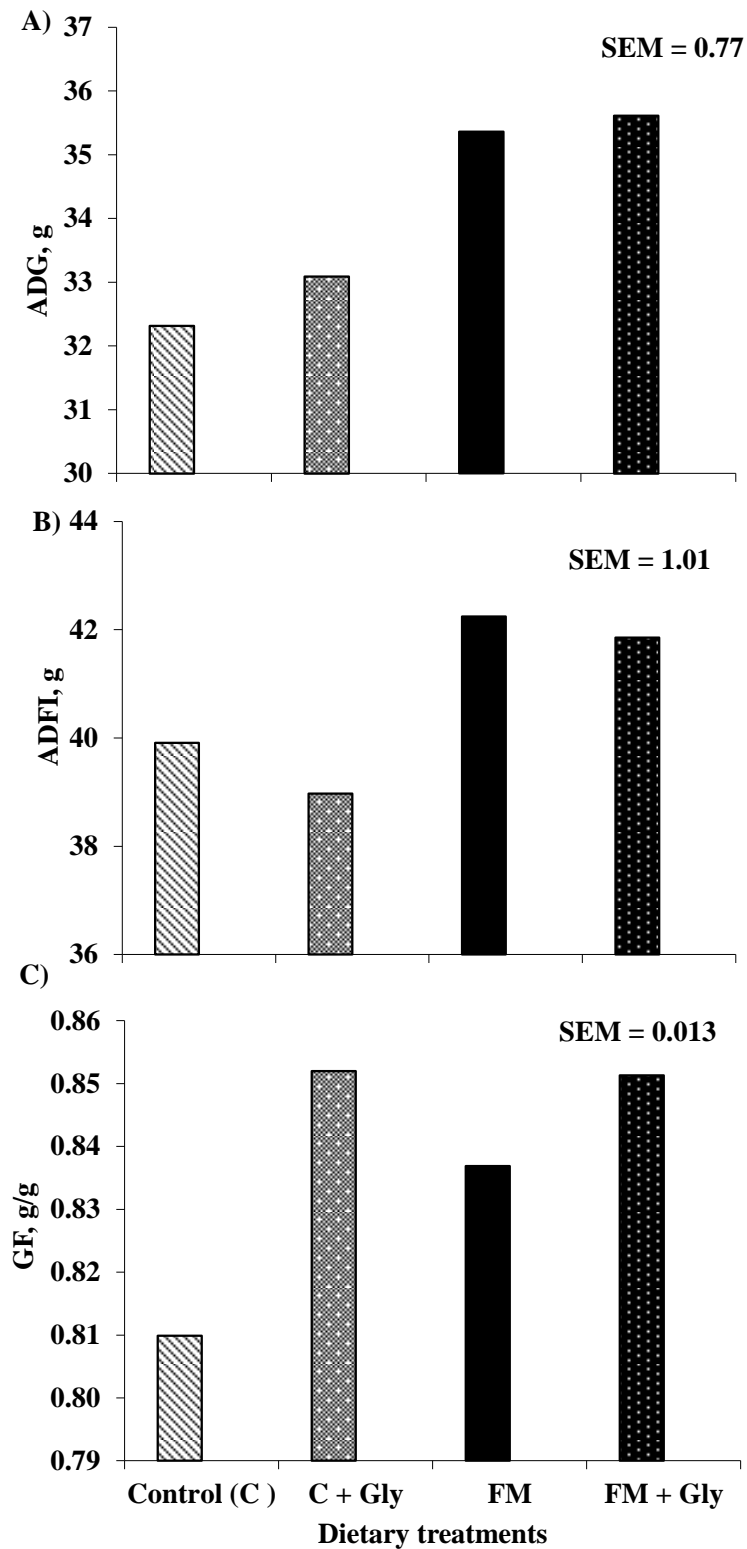 A)
SEM = 0.77
37
36
35
34
33
32
31
30
ADG, g
B)
SEM = 1.01
44
42
40
38
36
ADFI, g
C)
SEM = 0.013
0.86
0.85
0.84
0.83
0.82
0.81
0.80
0.79
GF, g/g
Control (C ) C + Gly FM FM + Gly
Dietary treatments